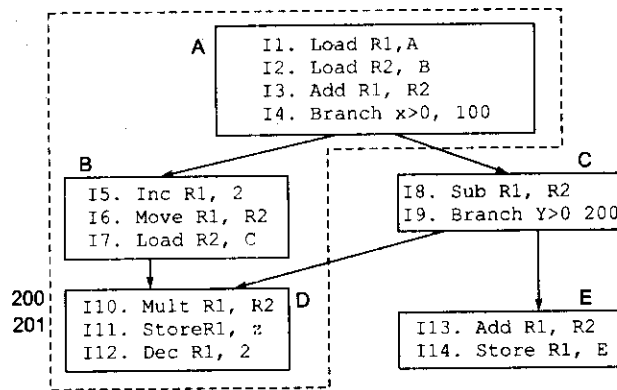 A
I1. Load R1,A
I2. Load R2, B
I3. Add R1, R2
I4. Branch x>0, 100
B
I5. Inc R1, 2
I6. Move R1, R2
I7. Load R2, C
C
I8. Sub R1, R2
I9. Branch Y>0 200
200
201
D
I10. Mult R1, R2
I11. StoreR1, z
I12. Dec R1, 2
E
I13. Add R1, R2
I14. Store R1, E